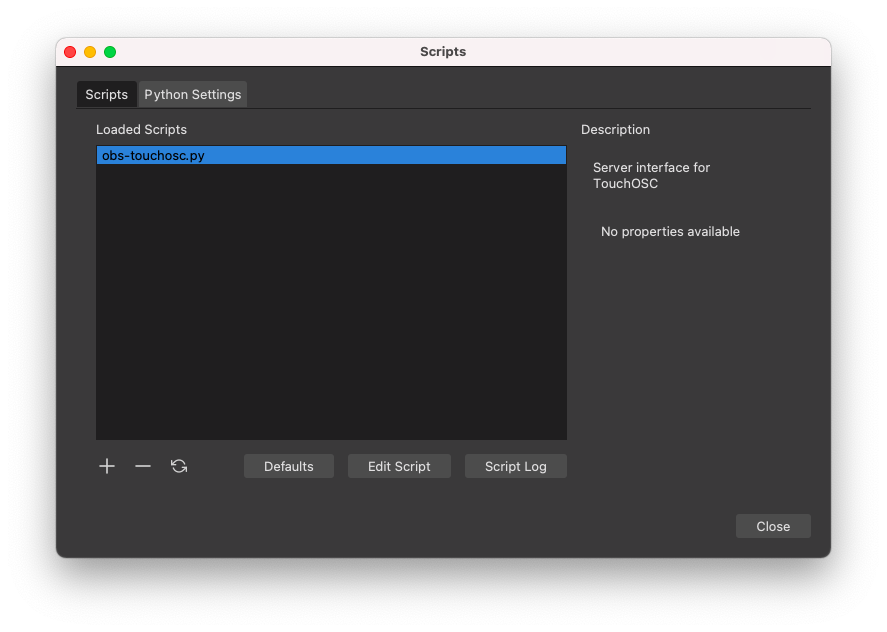 Scripts
Scripts
Python Settings
Loaded Scripts
Description
obs-touchosc.py
Server interface for
TouchOSC
No properties available
Defaults
Edit Script
Script Log
Close